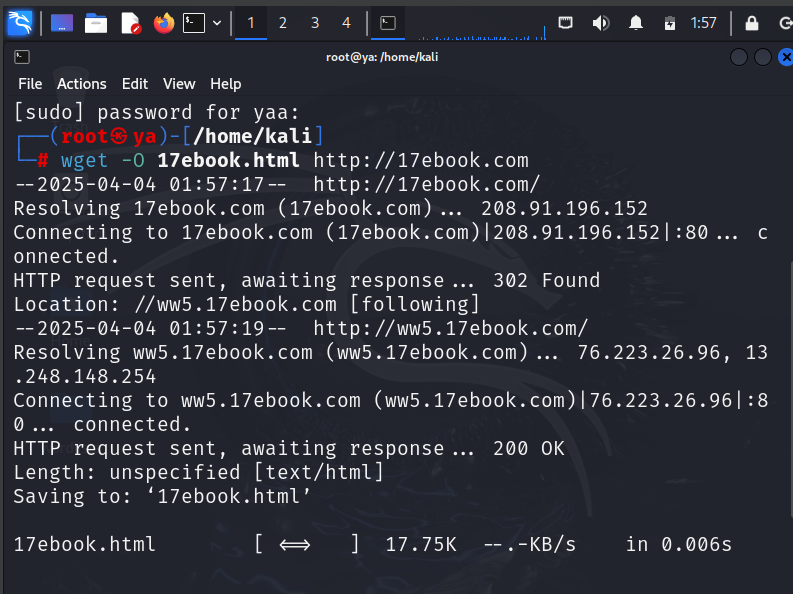 1 2 3 4 1:57
root@ya: /home/kali
File Actions Edit View Help
[sudo] password for yaa:
┌──(root㉿ya)-[/home/kali]
└─# wget -O 17ebook.html http://17ebook.com
--2025-04-04 01:57:17-- http://17ebook.com/
Resolving 17ebook.com (17ebook.com)... 208.91.196.152
Connecting to 17ebook.com (17ebook.com)|208.91.196.152|:80... c
onnected.
HTTP request sent, awaiting response... 302 Found
Location: //ww5.17ebook.com [following]
--2025-04-04 01:57:19-- http://ww5.17ebook.com/
Resolving ww5.17ebook.com (ww5.17ebook.com)... 76.223.26.96, 13
.248.148.254
Connecting to ww5.17ebook.com (ww5.17ebook.com)|76.223.26.96|:8
0... connected.
HTTP request sent, awaiting response... 200 OK
Length: unspecified [text/html]
Saving to: ‘17ebook.html’
17ebook.html [ <=> ] 17.75K --.-KB/s in 0.006s